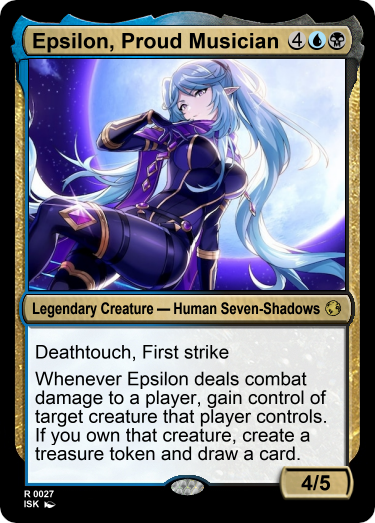 Epsilon, Proud Musician 4
Legendary Creature — Human Seven-Shadows
Deathtouch, First strike
Whenever Epsilon deals combat
damage to a player, gain control of
target creature that player controls.
If you own that creature, create a
treasure token and draw a card.
4/5
R 0027
ISK